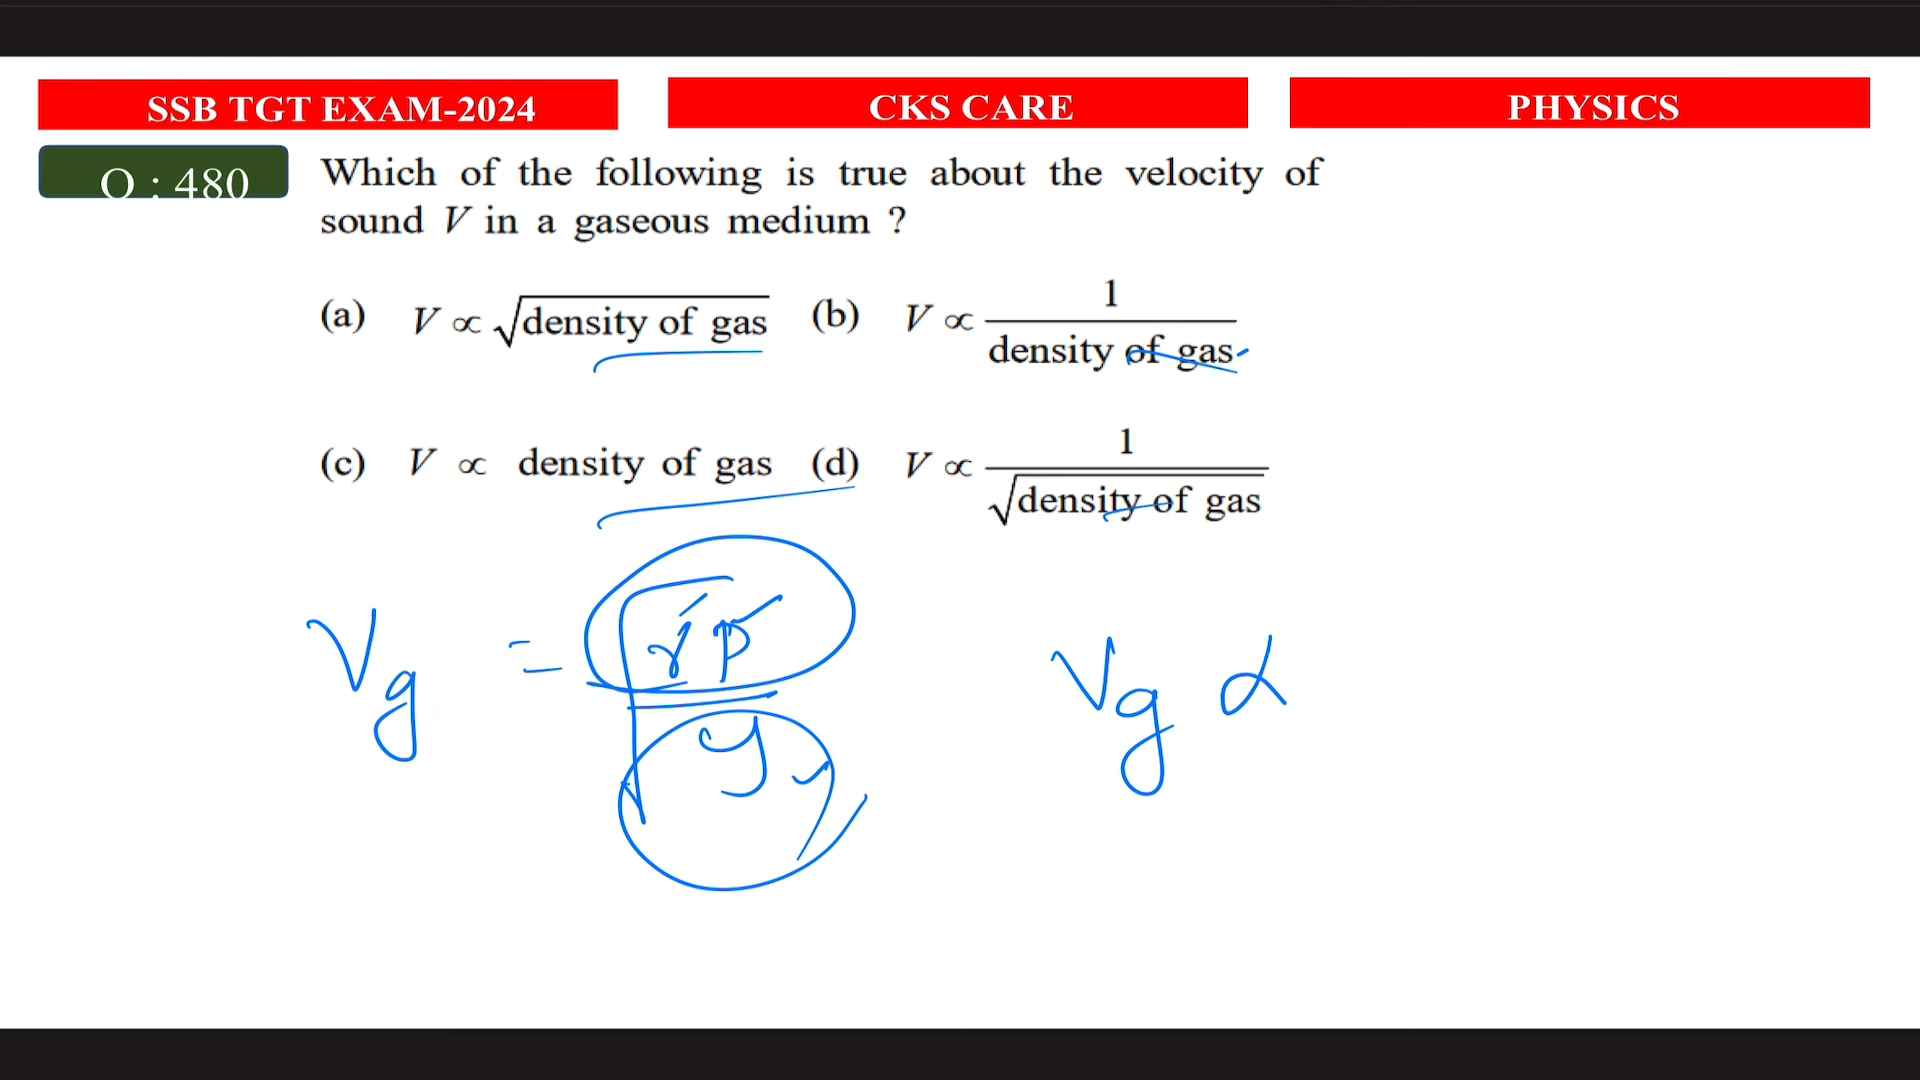 SSB TGT EXAM-2024 CKS CARE PHYSICS
Q : 480 Which of the following is true about the velocity of
sound V in a gaseous medium ?
(a) V ∝ √density of gas (b) V ∝ 1/density of gas
(c) V ∝ density of gas (d) V ∝ 1/√density of gas
Vg = √γP Vg ∝